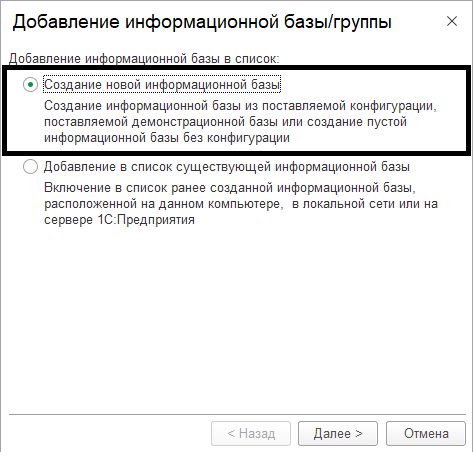 Добавление информационной базы/группы
Добавление информационной базы в список:
Создание новой информационной базы
Создание информационной базы из поставляемой конфигурации,
поставляемой демонстрационной базы или создание пустой
информационной базы без конфигурации
Добавление в список существующей информационной базы
Включение в список ранее созданной информационной базы,
расположенной на данном компьютере, в локальной сети или на
сервере 1С:Предприятия
< Назад
Далее >
Отмена